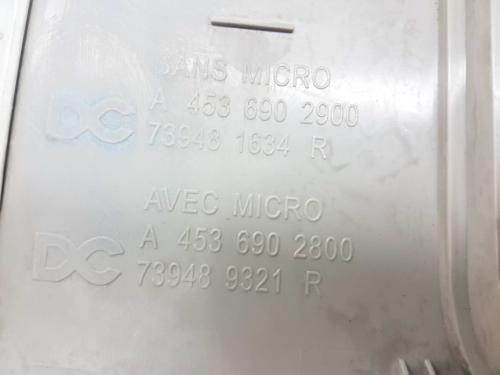 SANS MICRO
A 453 690 2900
DC
73948 1634 R
AVEC MICRO
A 453 690 2800
DC
73948 9321 R